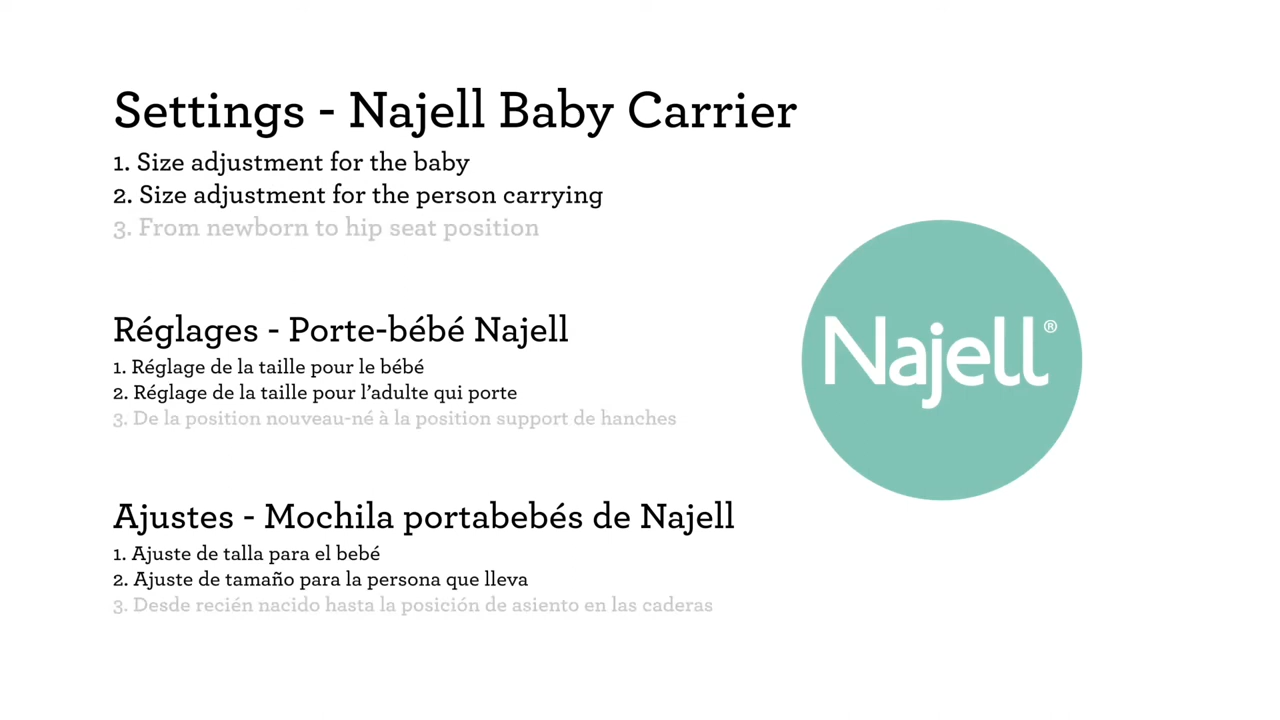 Settings - Najell Baby Carrier
1. Size adjustment for the baby
2. Size adjustment for the person carrying
3. From newborn to hip seat position
Réglages - Porte-bébé Najell
1. Réglage de la taille pour le bébé
2. Réglage de la taille pour l’adulte qui porte
3. De la position nouveau-né à la position support de hanches
Ajustes - Mochila portabebés de Najell
1. Ajuste de talla para el bebé
2. Ajuste de tamaño para la persona que lleva
3. Desde recién nacido hasta la posición de asiento en las caderas
Najell®